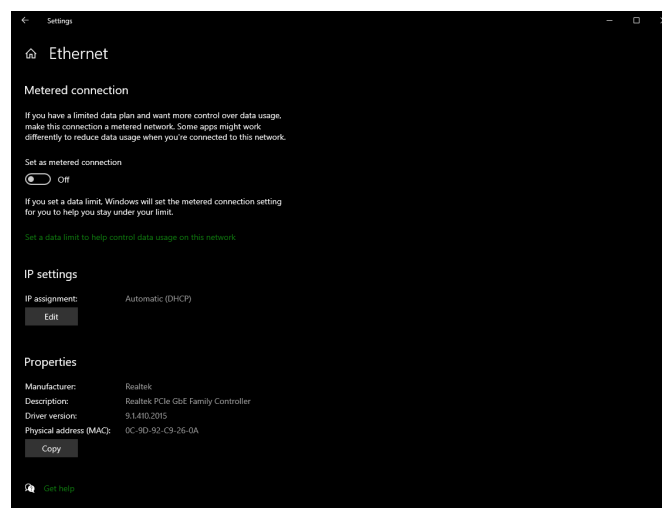 Settings
Ethernet
Metered connection
If you have a limited data plan and want more control over data usage,
make this connection a metered network. Some apps might work
differently to reduce data usage when you're connected to this network.
Set as metered connection
Off
If you set a data limit, Windows will set the metered connection setting
for you to help you stay under your limit.
Set a data limit to help control data usage on this network
IP settings
IP assignment: Automatic (DHCP)
Edit
Properties
Manufacturer: Realtek
Description: Realtek PCIe GbE Family Controller
Driver version: 9.1.410.2015
Physical address (MAC): 0C-9D-92-C9-26-0A
Copy
Get help